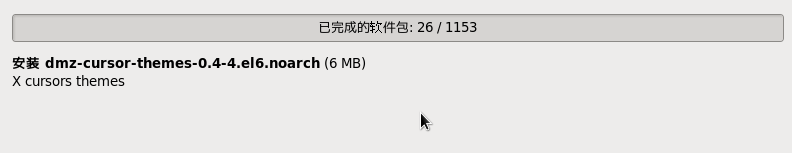 已完成的软件包: 26 / 1153
安装 dmz-cursor-themes-0.4-4.el6.noarch (6 MB)
X cursors themes